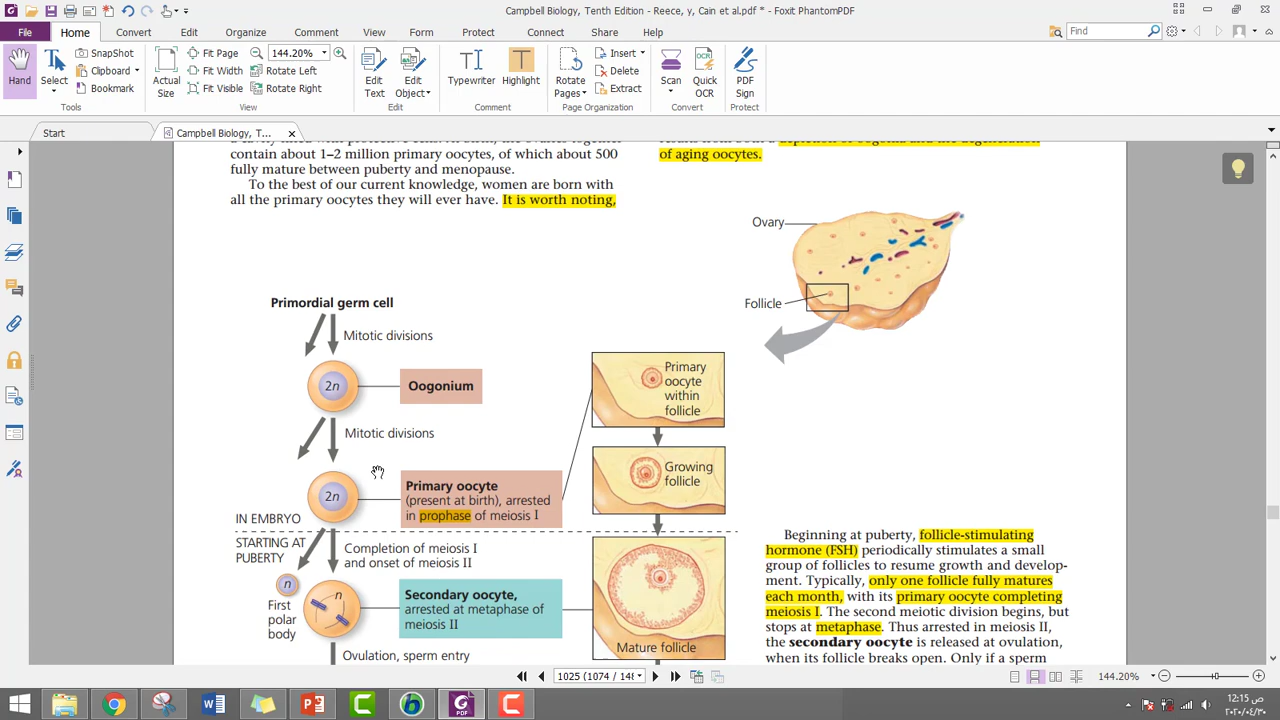 Campbell Biology, Tenth Edition - Reece, y, Cain et al.pdf * - Foxit PhantomPDF
File Home Convert Edit Organize Comment View Form Protect Connect Share Help Find
Hand
Select
SnapShot
Clipboard
Bookmark
Tools
Actual
Size
Fit Page
Fit Width
Fit Visible
144.20%
Rotate Left
Rotate Right
View
Edit
Text
Edit
Object
Edit
Typewriter
Highlight
Comment
Rotate
Pages
Insert
Delete
Extract
Page Organization
Scan
Quick
OCR
Convert
PDF
Sign
Protect
Start
Campbell Biology, T...
contain about 1–2 million primary oocytes, of which about 500
fully mature between puberty and menopause.
To the best of our current knowledge, women are born with
all the primary oocytes they will ever have. It is worth noting,
of aging oocytes.
Ovary
Follicle
Primordial germ cell
Mitotic divisions
2n
Oogonium
Mitotic divisions
2n
Primary oocyte
(present at birth), arrested
in prophase of meiosis I
IN EMBRYO
STARTING AT
PUBERTY
Completion of meiosis I
and onset of meiosis II
n
First
polar
body
n
Secondary oocyte,
arrested at metaphase of
meiosis II
Ovulation, sperm entry
Primary
oocyte
within
follicle
Growing
follicle
Mature follicle
Beginning at puberty, follicle-stimulating
hormone (FSH) periodically stimulates a small
group of follicles to resume growth and develop-
ment. Typically, only one follicle fully matures
each month, with its primary oocyte completing
meiosis I. The second meiotic division begins, but
stops at metaphase. Thus arrested in meiosis II,
the secondary oocyte is released at ovulation,
when its follicle breaks open. Only if a sperm
1025 (1074 / 148
144.20%
12:15 ص
٢٠٢٠/٠٤/٣٠